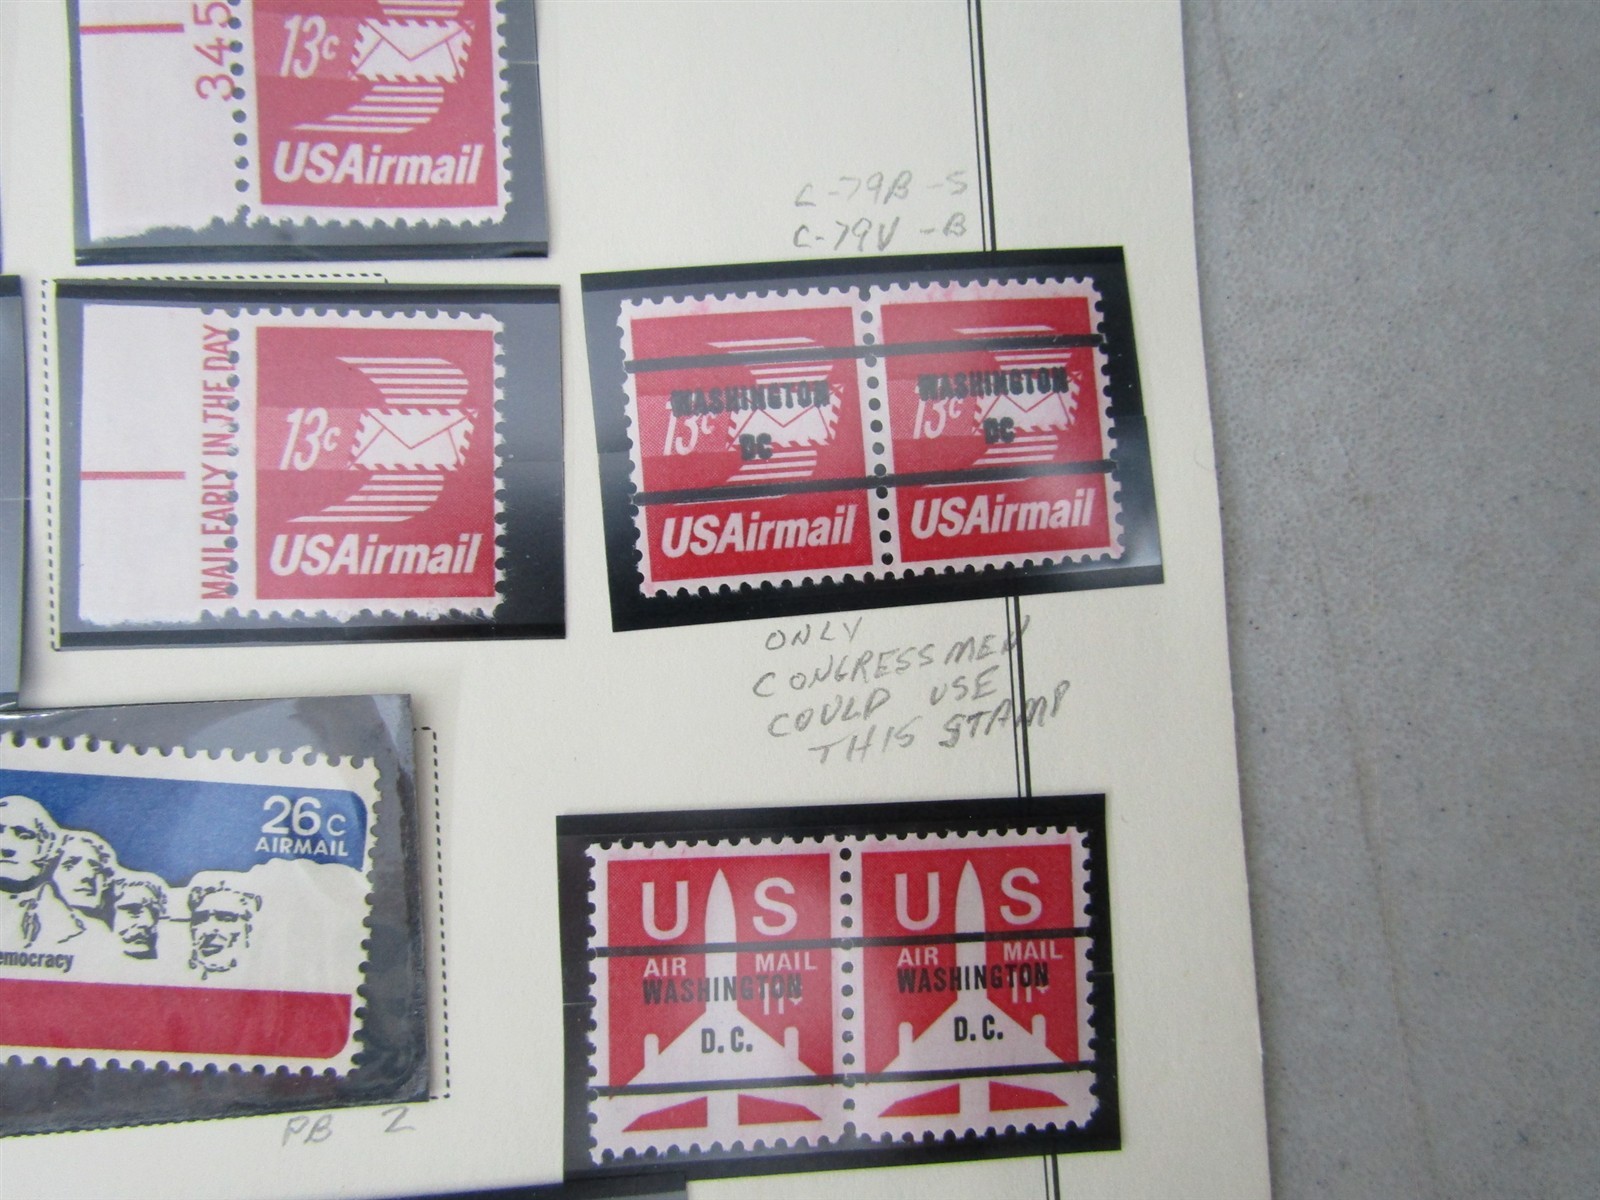 345
13c
USAirmail
C-79B-S
C-79V-B
MAIL EARLY IN THE DAY
13c
USAirmail
WASHINGTON
13c
DC
USAirmail
WASHINGTON
13c
DC
USAirmail
ONLY
CONGRESSMEN
COULD USE
THIS STAMP
26c
AIRMAIL
emocracy
PB 2
U S
AIR MAIL
WASHINGTON
11c
D.C.
U S
AIR MAIL
WASHINGTON
11c
D.C.